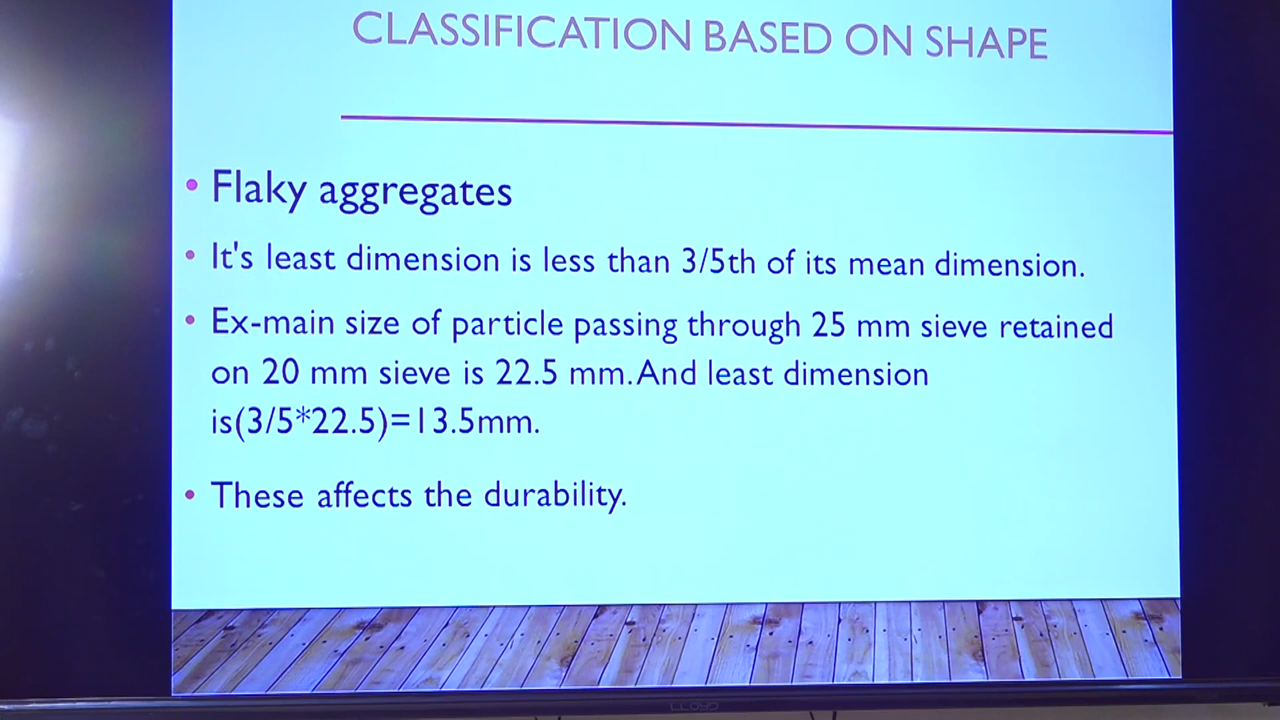 CLASSIFICATION BASED ON SHAPE
• Flaky aggregates
• It's least dimension is less than 3/5th of its mean dimension.
• Ex-main size of particle passing through 25 mm sieve retained
on 20 mm sieve is 22.5 mm. And least dimension
is(3/5*22.5)=13.5mm.
• These affects the durability.
LLOYD